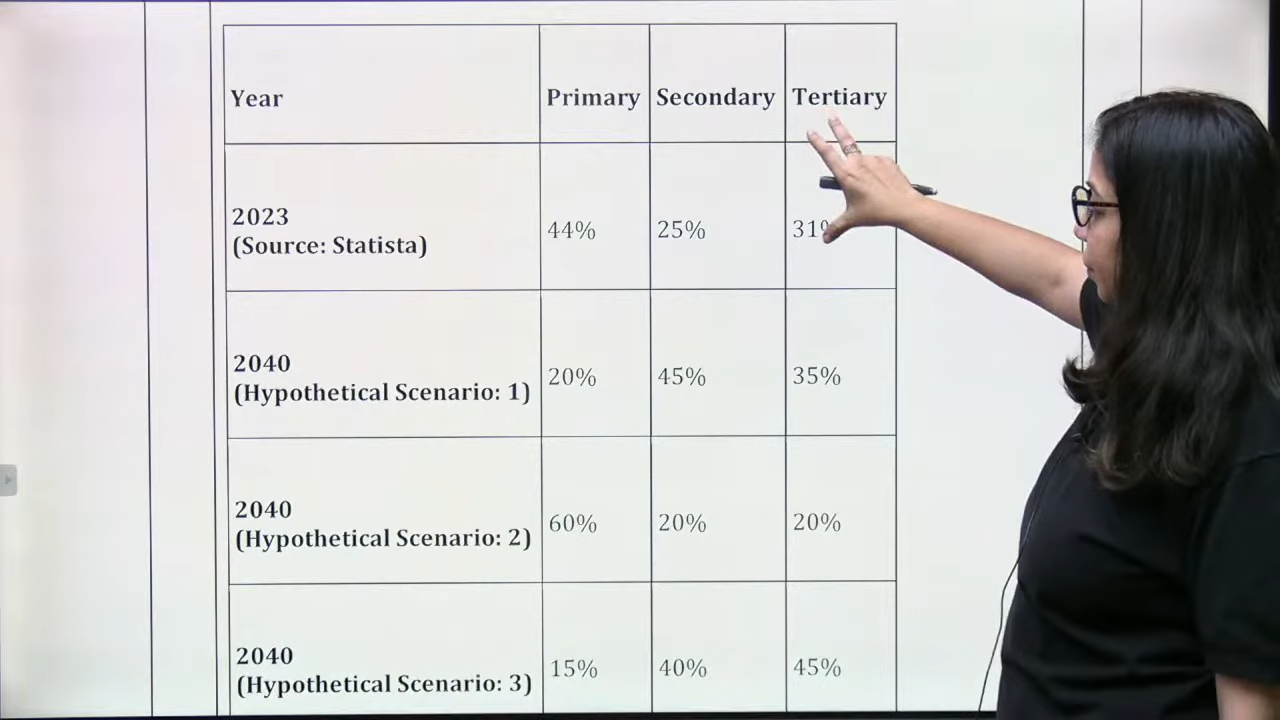 Year Primary Secondary Tertiary
2023
(Source: Statista) 44% 25% 31%
2040
(Hypothetical Scenario: 1) 20% 45% 35%
2040
(Hypothetical Scenario: 2) 60% 20% 20%
2040
(Hypothetical Scenario: 3) 15% 40% 45%